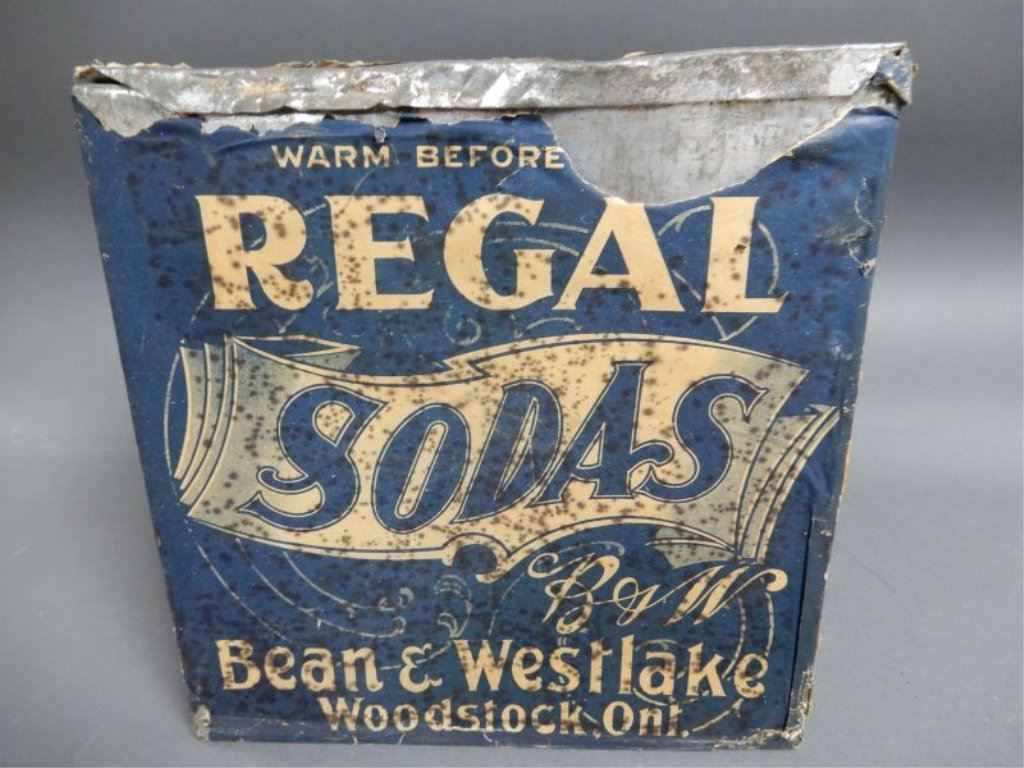 WARM BEFORE
REGAL
SODAS
B & W
Bean & Westlake
Woodstock, Ont.